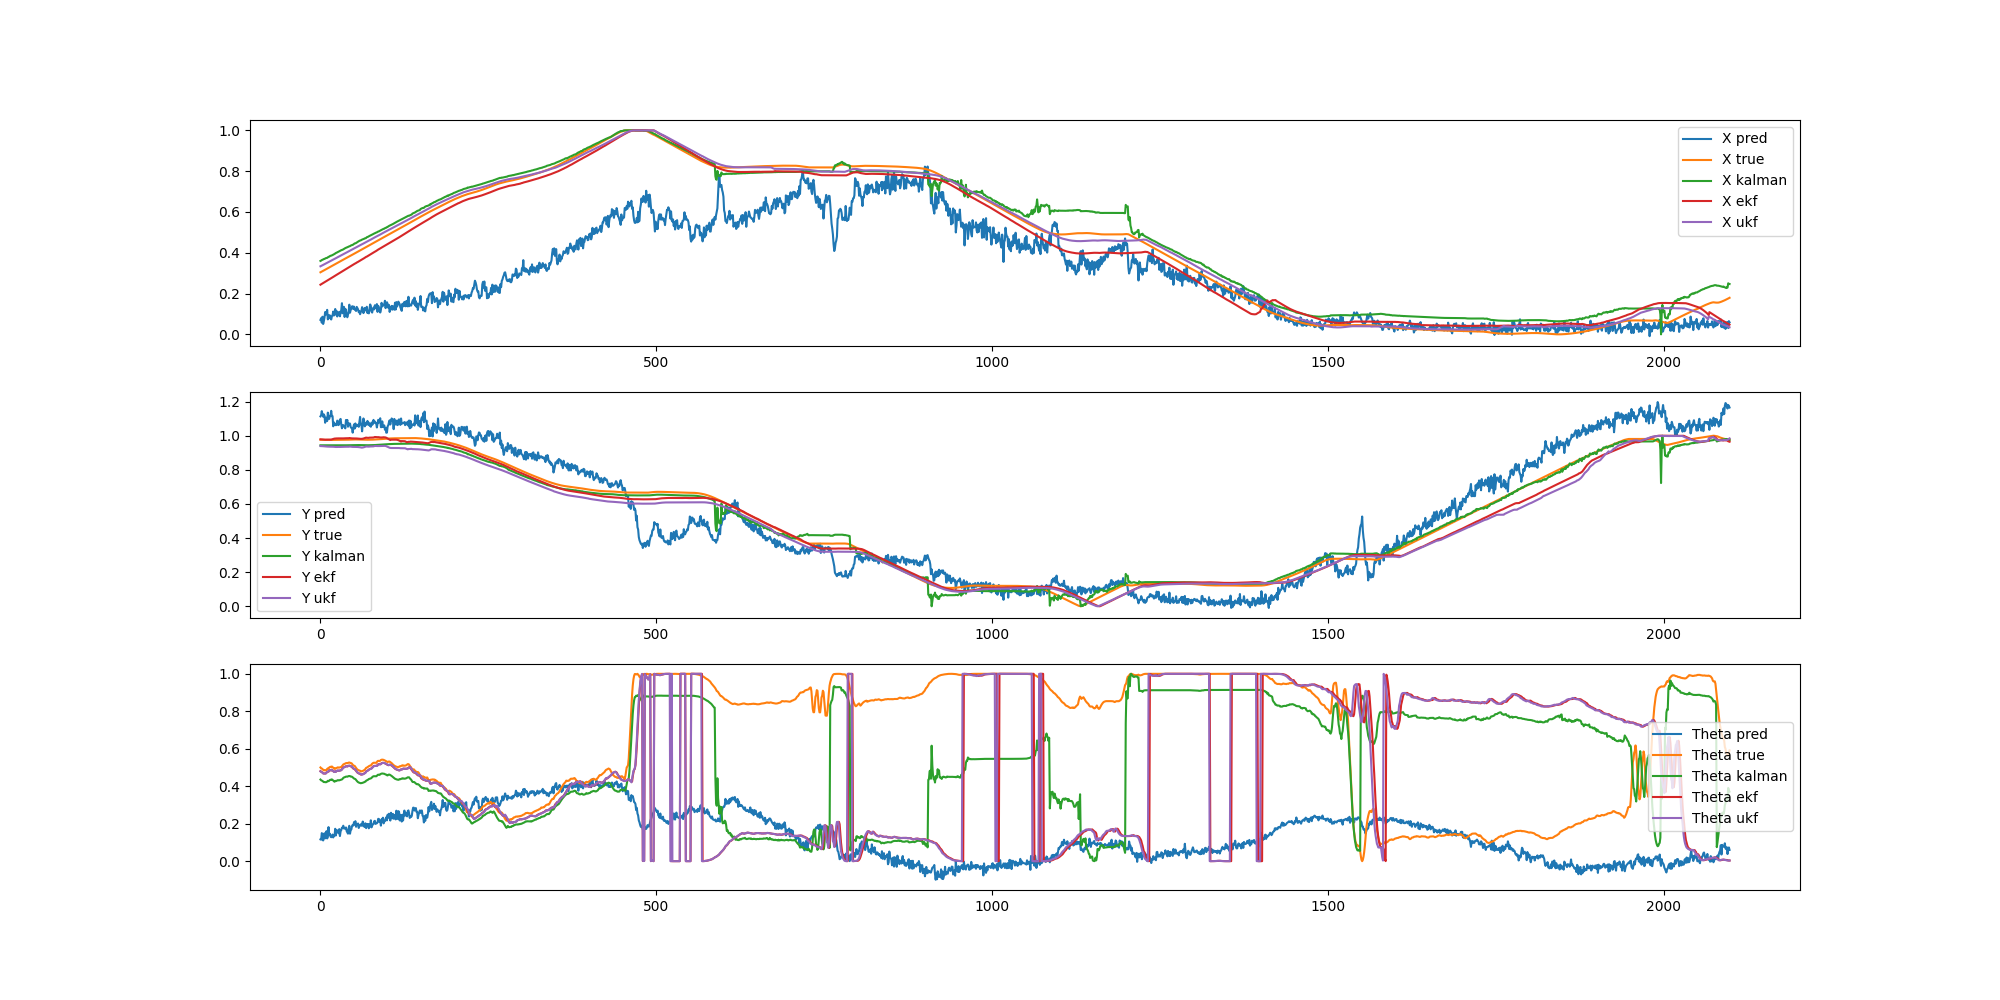 1.0
0.8
0.6
0.4
0.2
0.0
X pred
X true
X kalman
X ekf
X ukf
0 500 1000 1500 2000
1.2
1.0
0.8
0.6
0.4
0.2
0.0
Y pred
Y true
Y kalman
Y ekf
Y ukf
0 500 1000 1500 2000
1.0
0.8
0.6
0.4
0.2
0.0
Theta pred
Theta true
Theta kalman
Theta ekf
Theta ukf
0 500 1000 1500 2000